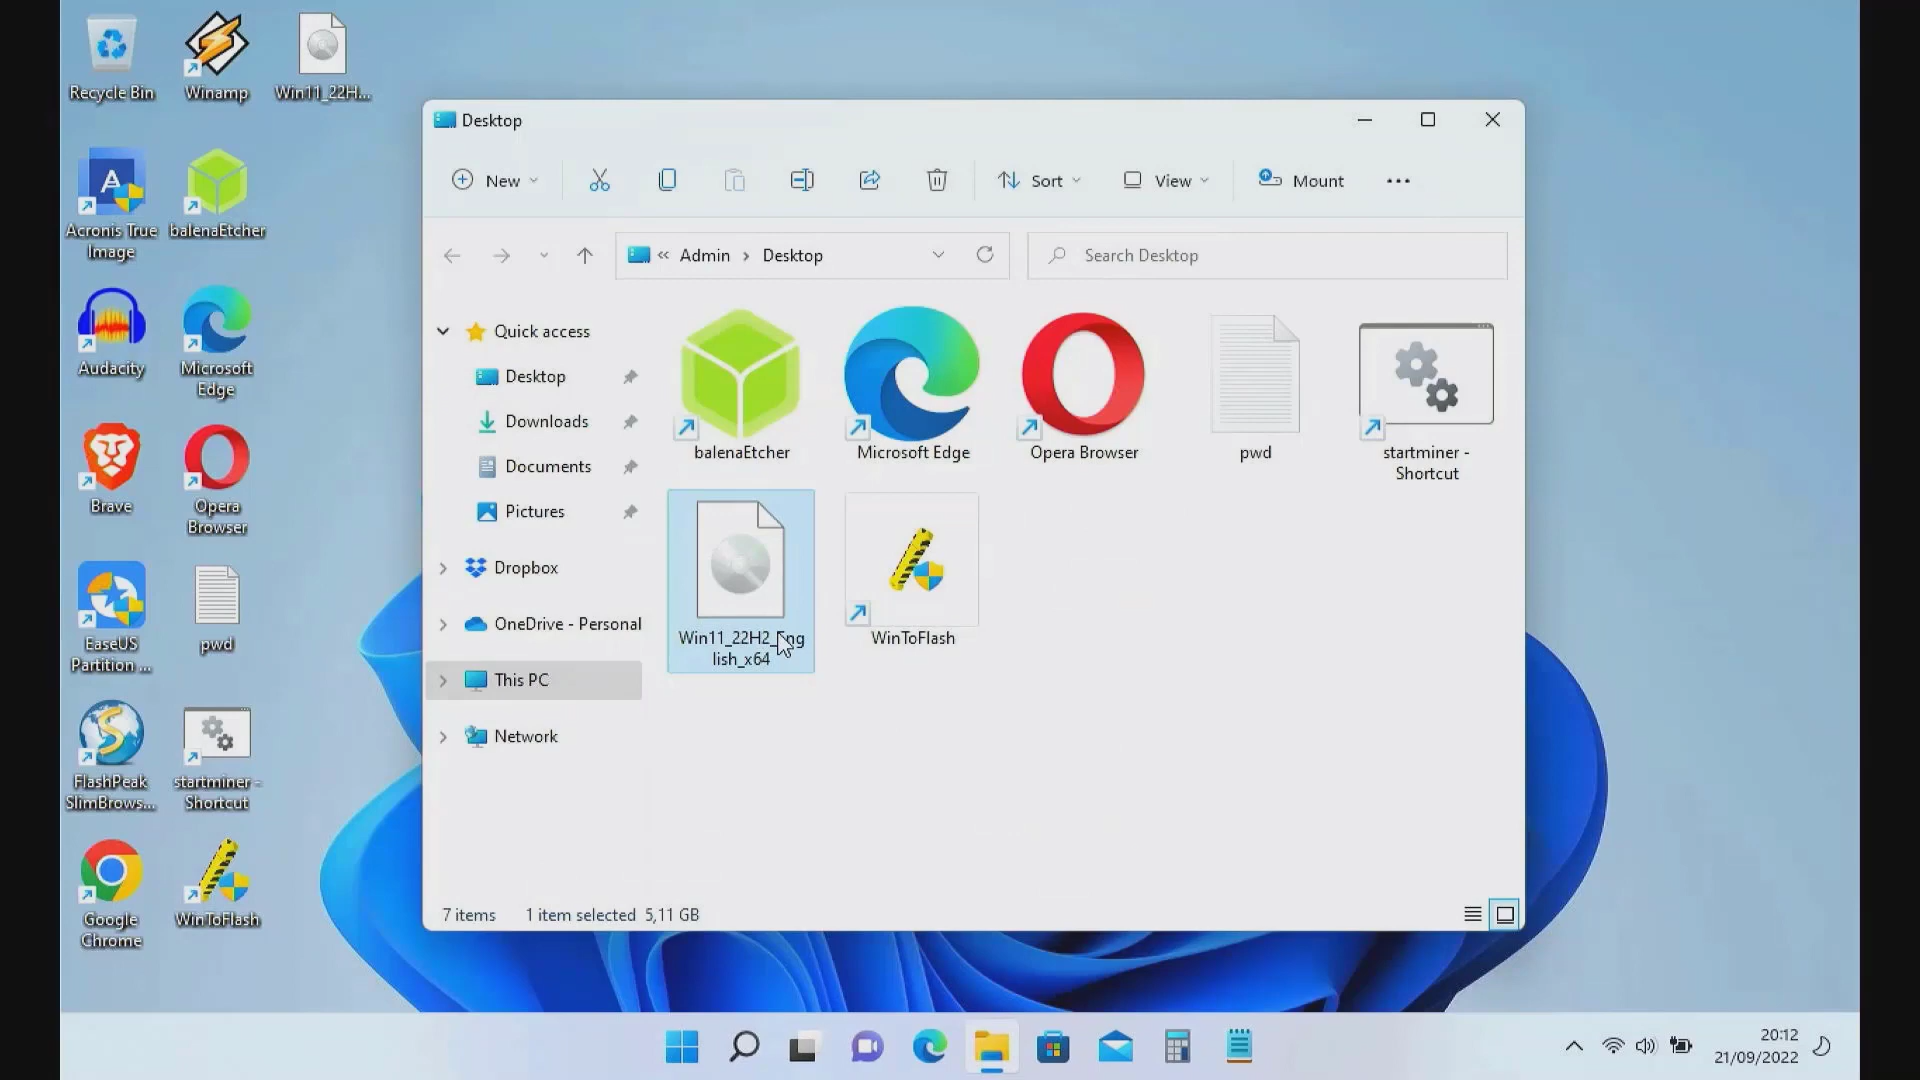 Recycle Bin
Winamp
Win11_22H...
Acronis True
Image
balenaEtcher
Audacity
Microsoft
Edge
Brave
Opera
Browser
EaseUS
Partition ...
pwd
FlashPeak
SlimBrows...
startminer -
Shortcut
Google
Chrome
WinToFlash
Desktop
New
Sort
View
Mount
« Admin > Desktop
Search Desktop
Quick access
Desktop
Downloads
Documents
Pictures
Dropbox
OneDrive - Personal
This PC
Network
balenaEtcher
Microsoft Edge
Opera Browser
pwd
startminer -
Shortcut
Win11_22H2_Eng
lish_x64
WinToFlash
7 items
1 item selected 5,11 GB
20:12
21/09/2022